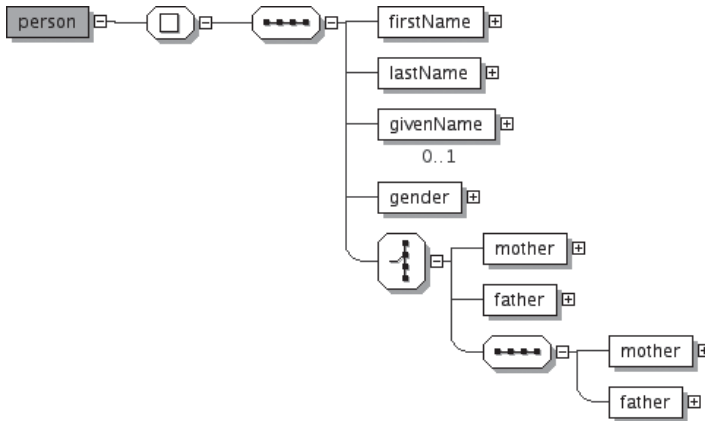 person
firstName
lastName
givenName
0..1
gender
mother
father
mother
father